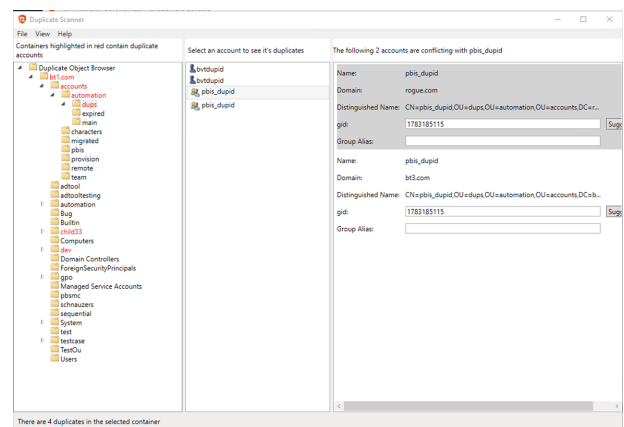 Duplicate Scanner
File View Help
Containers highlighted in red contain duplicate
accounts
Select an account to see it's duplicates
The following 2 accounts are conflicting with pbis_dupid
Duplicate Object Browser
bt1.com
accounts
automation
dups
expired
main
characters
migrated
pbis
provision
remote
team
adtool
adtooltesting
automation
Bug
Builtin
child33
Computers
dev
Domain Controllers
ForeignSecurityPrincipals
gpo
Managed Service Accounts
pbsmc
schnauzers
sequential
System
test
testcase
TestOu
Users
bvtdupid
bvtdupid
pbis_dupid
pbis_dupid
Name: pbis_dupid
Domain: rogue.com
Distinguished Name: CN=pbis_dupid,OU=dups,OU=automation,OU=accounts,DC=r...
gid: 1783185115 Sugg
Group Alias:
Name: pbis_dupid
Domain: bt3.com
Distinguished Name: CN=pbis_dupid,OU=dups,OU=automation,OU=accounts,DC=b...
gid: 1783185115 Sugg
Group Alias:
There are 4 duplicates in the selected container